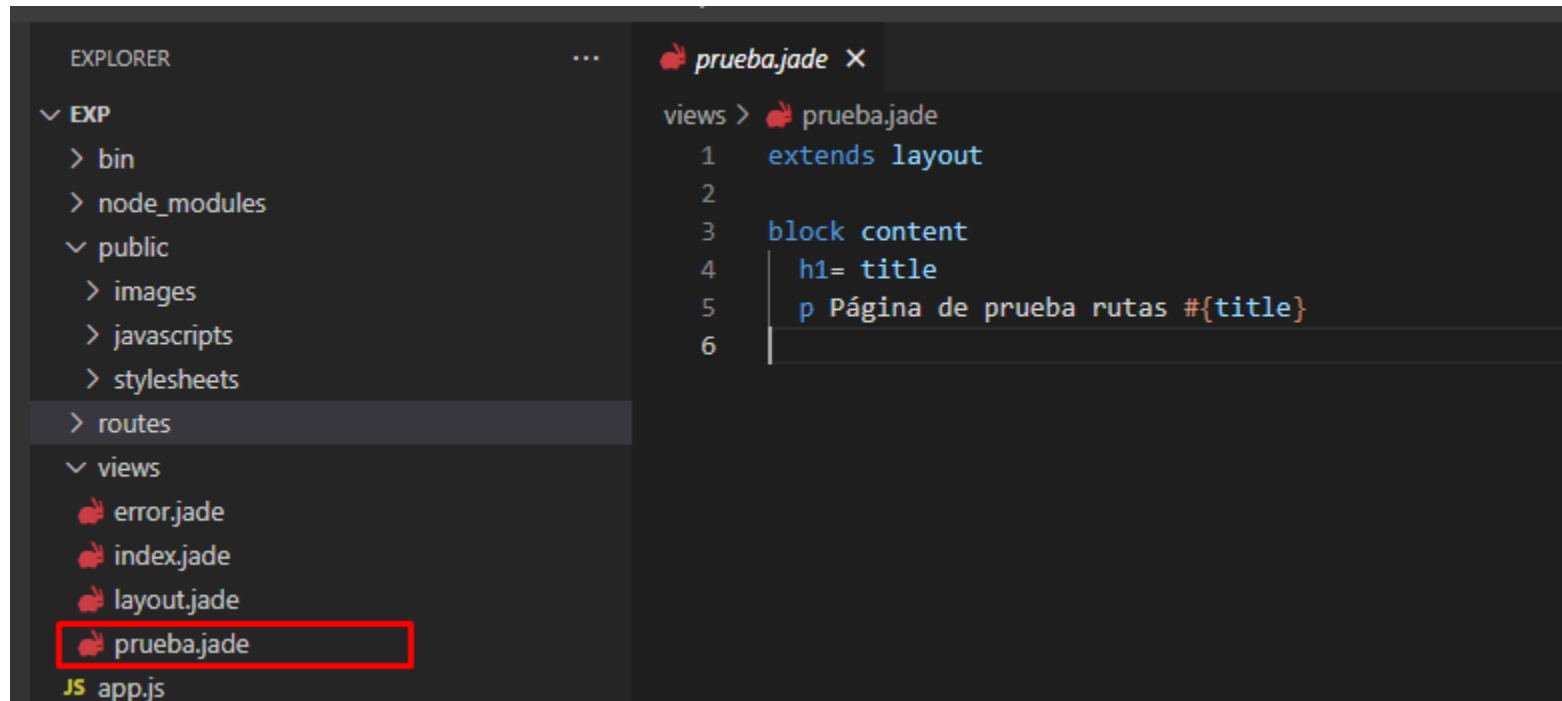 EXPLORER ···
EXP
bin
node_modules
public
images
javascripts
stylesheets
routes
views
error.jade
index.jade
layout.jade
prueba.jade
JS app.js
prueba.jade ×
views > prueba.jade
1 extends layout
2
3 block content
4 h1= title
5 p Página de prueba rutas #{title}
6